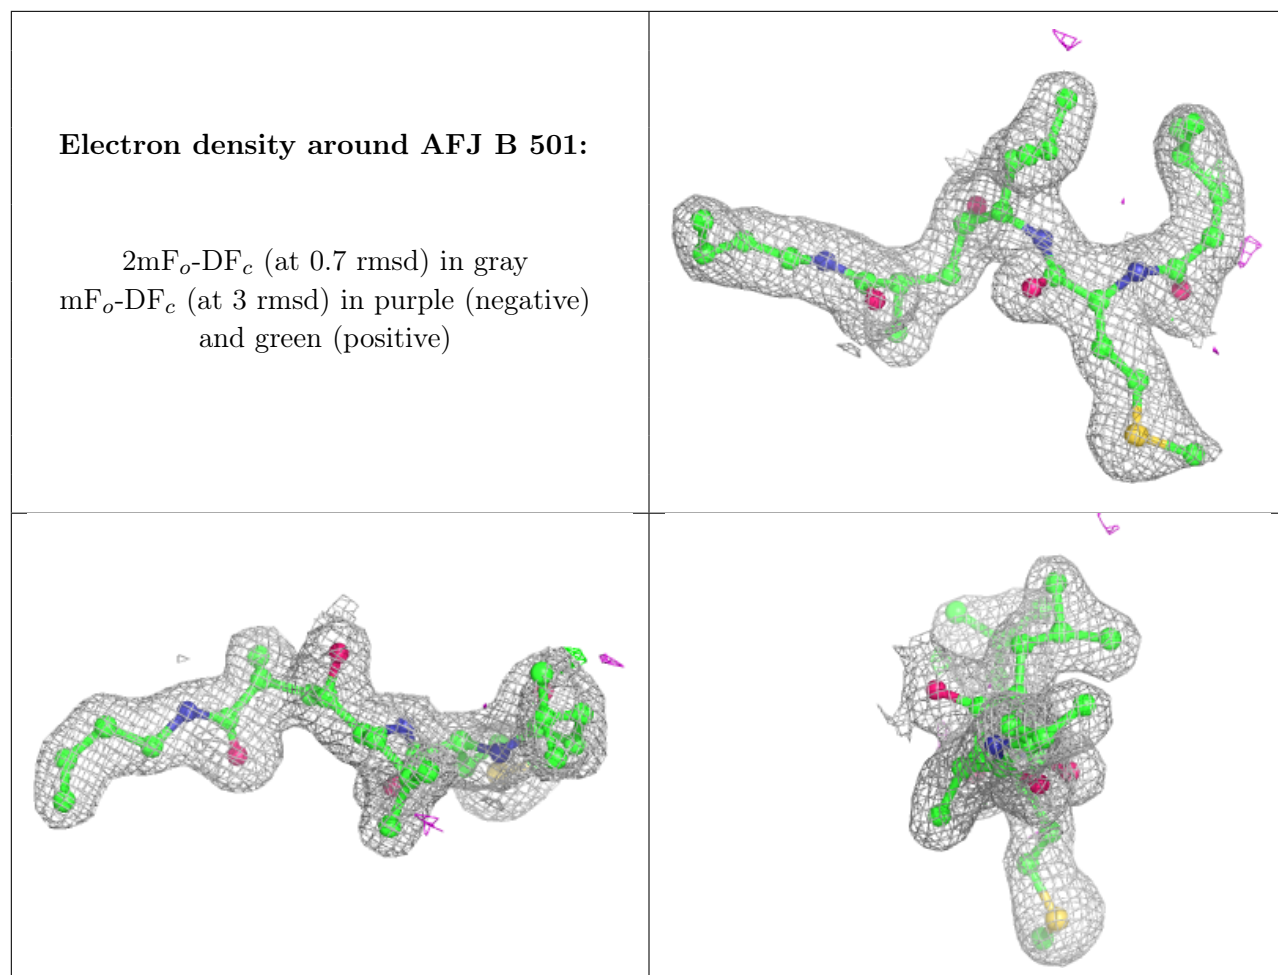 Electron density around AFJ B 501:
2mFₒ-DF𝒸 (at 0.7 rmsd) in gray
mFₒ-DF𝒸 (at 3 rmsd) in purple (negative)
and green (positive)